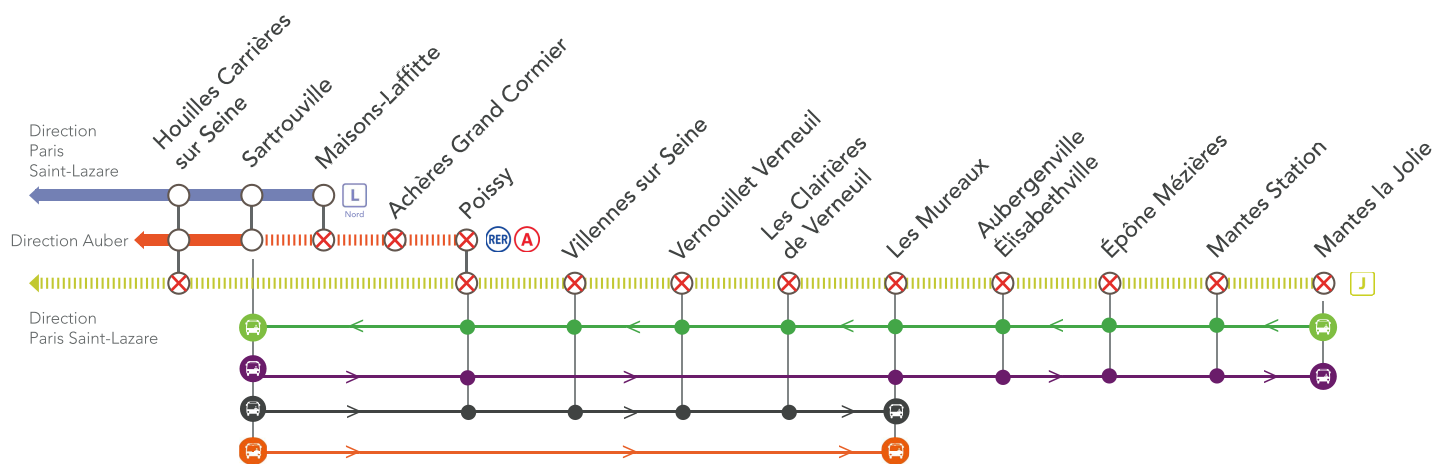 Houilles Carrières
sur Seine
Sartrouville
Maisons-Laffitte
Achères Grand Cormier
Poissy
Villennes sur Seine
Vernouillet Verneuil
Les Clairières
de Verneuil
Les Mureaux
Aubergenville
Élisabethville
Épône Mézières
Mantes Station
Mantes la Jolie
Direction
Paris
Saint-Lazare
L
Nord
Direction Auber
RER A
J
Direction
Paris Saint-Lazare